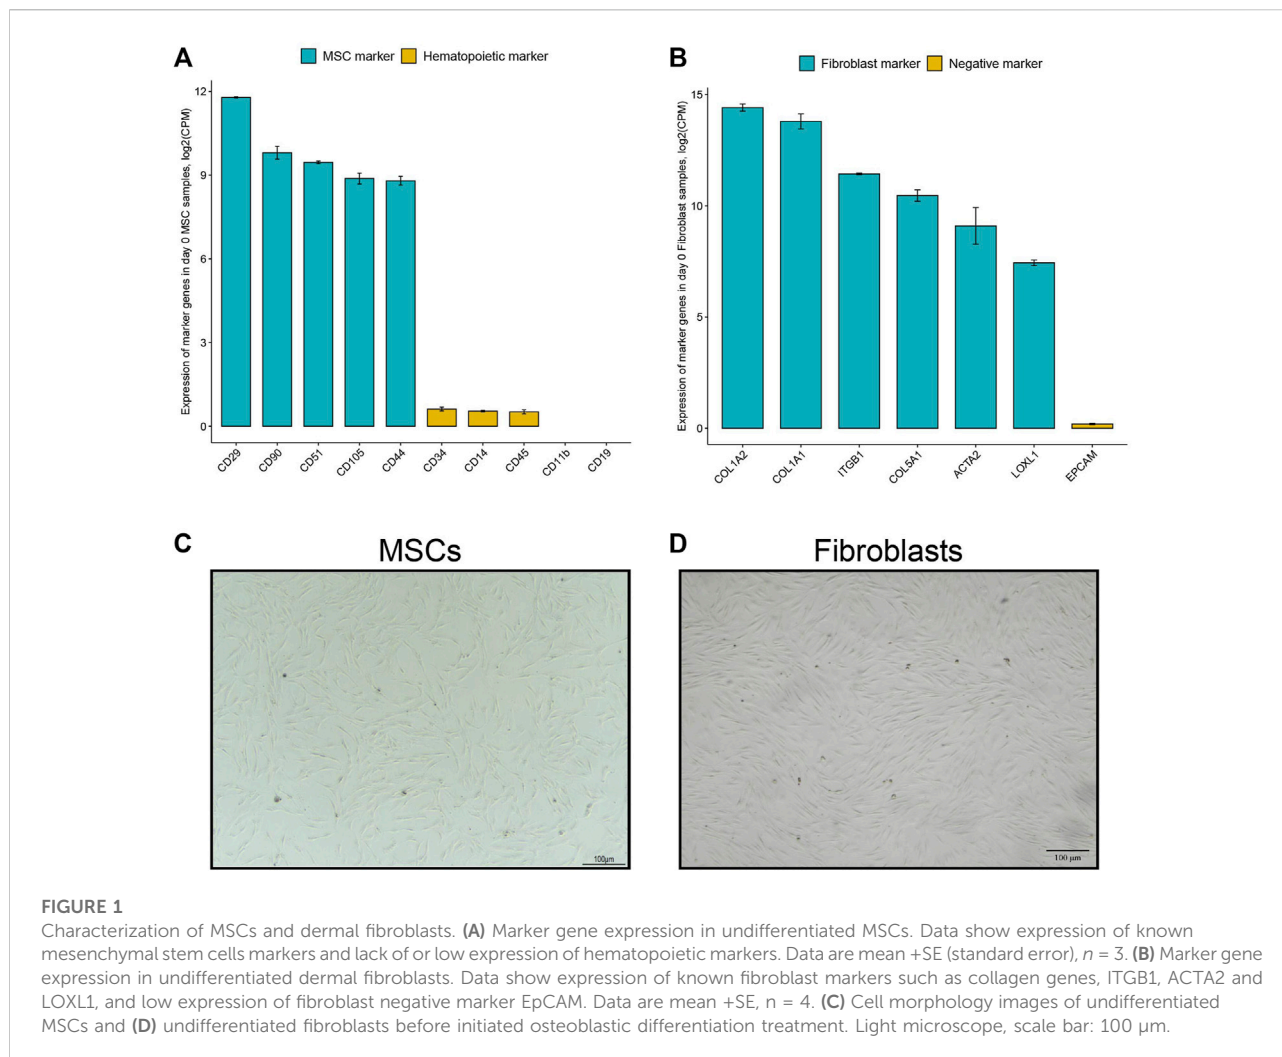 A
MSC marker
Hematopoietic marker
Expression of marker genes in day 0 MSC samples, log2(CPM)
12
9
6
3
0
CD29
CD90
CD51
CD105
CD44
CD34
CD14
CD45
CD11b
CD19
B
Fibroblast marker
Negative marker
Expression of marker genes in day 0 Fibroblast samples, log2(CPM)
15
10
5
0
COL1A2
COL1A1
ITGB1
COL5A1
ACTA2
LOXL1
EPCAM
C
MSCs
100µm
D
Fibroblasts
100 µm
FIGURE 1
Characterization of MSCs and dermal fibroblasts. (A) Marker gene expression in undifferentiated MSCs. Data show expression of known
mesenchymal stem cells markers and lack of or low expression of hematopoietic markers. Data are mean +SE (standard error), n = 3. (B) Marker gene
expression in undifferentiated dermal fibroblasts. Data show expression of known fibroblast markers such as collagen genes, ITGB1, ACTA2 and
LOXL1, and low expression of fibroblast negative marker EpCAM. Data are mean +SE, n = 4. (C) Cell morphology images of undifferentiated
MSCs and (D) undifferentiated fibroblasts before initiated osteoblastic differentiation treatment. Light microscope, scale bar: 100 µm.